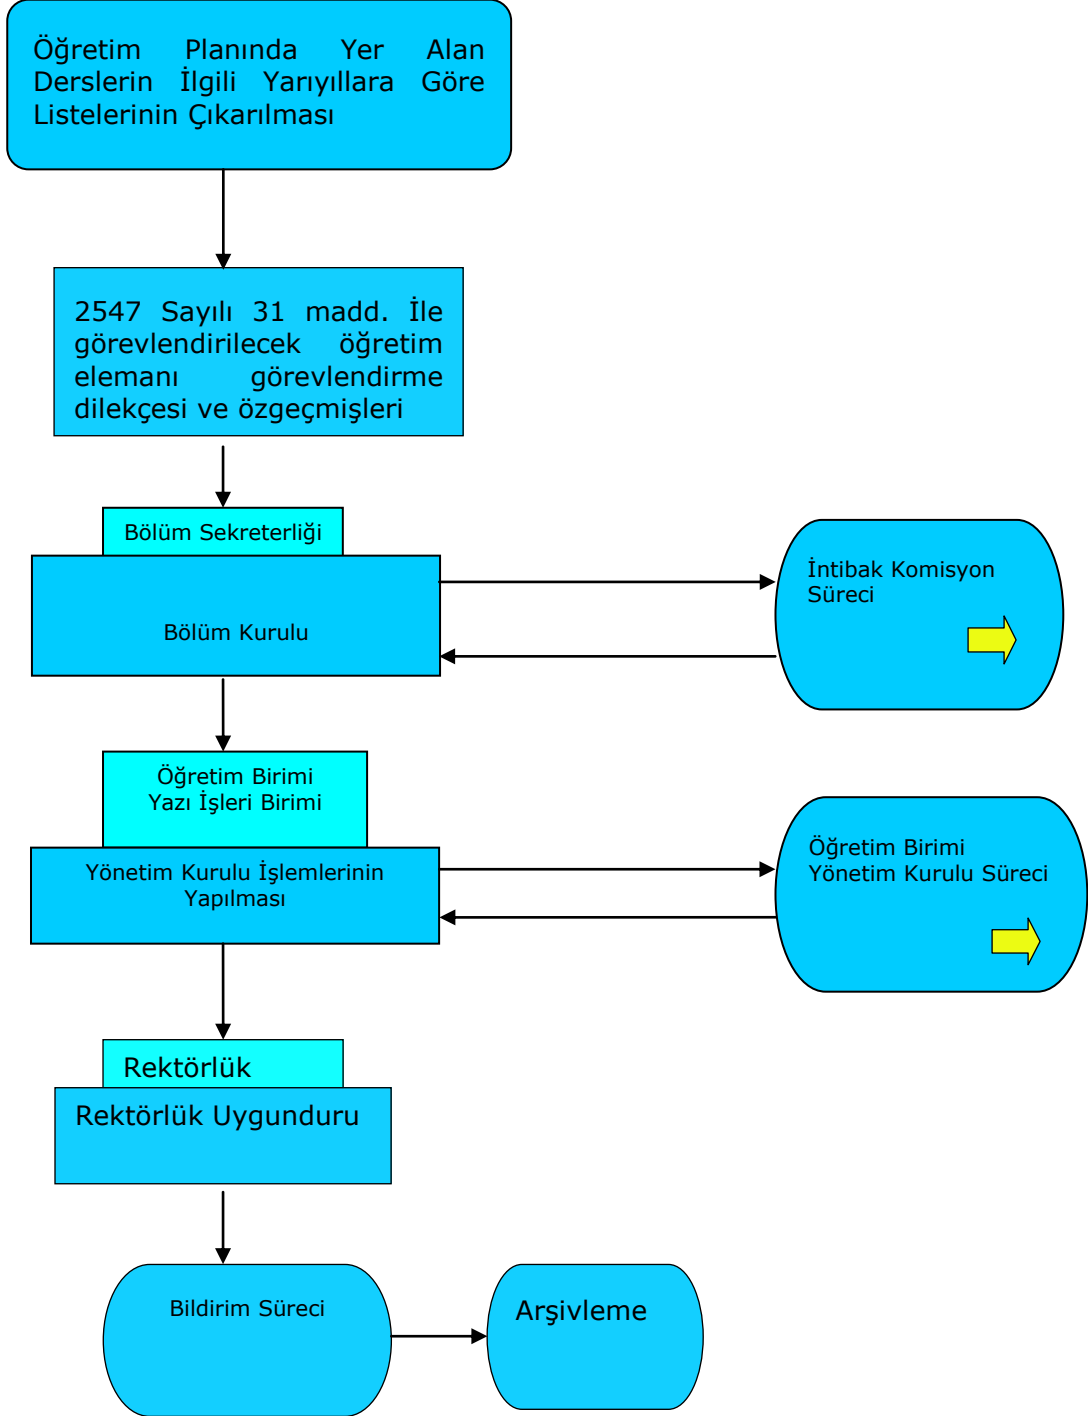 Öğretim Planında Yer Alan
Derslerin İlgili Yarıyıllara Göre
Listelerinin Çıkarılması
2547 Sayılı 31 madd. İle
görevlendirilecek öğretim
elemanı görevlendirme
dilekçesi ve özgeçmişleri
Bölüm Sekreterliği
Bölüm Kurulu
İntibak Komisyon
Süreci
Öğretim Birimi
Yazı İşleri Birimi
Yönetim Kurulu İşlemlerinin
Yapılması
Öğretim Birimi
Yönetim Kurulu Süreci
Rektörlük
Rektörlük Uygunduru
Bildirim Süreci
Arşivleme